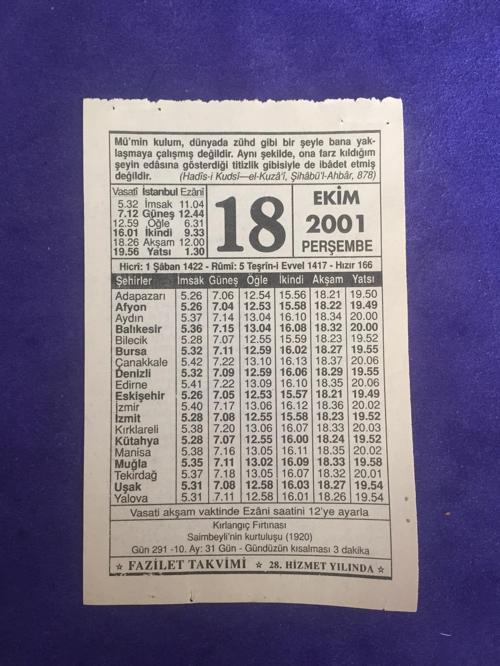 Mü'min kulum, dünyada zühd gibi bir şeyle bana yak-
laşmaya çalışmış değildir. Aynı şekilde, ona farz kıldığım
şeyin edâsına gösterdiği titizlik gibisiyle de ibâdet etmiş
değildir. (Hadîs-i Kudsî—el-Kuzâ'î, Şihâbü'l-Ahbâr, 878)
Vasatî İstanbul Ezânî
5.32 İmsak 11.04
7.12 Güneş 12.44
12.59 Öğle 6.31
16.01 İkindi 9.33
18.26 Akşam 12.00
19.56 Yatsı 1.30
18
EKİM
2001
PERŞEMBE
Hicrî: 1 Şâban 1422 - Rûmî: 5 Teşrîn-i Evvel 1417 - Hızır 166
Şehirler İmsak Güneş Öğle İkindi Akşam Yatsı
Adapazarı 5.26 7.06 12.54 15.56 18.21 19.50
Afyon 5.26 7.04 12.53 15.58 18.22 19.49
Aydın 5.37 7.14 13.04 16.10 18.34 20.00
Balıkesir 5.36 7.15 13.04 16.08 18.32 20.00
Bilecik 5.28 7.07 12.55 15.59 18.23 19.52
Bursa 5.32 7.11 12.59 16.02 18.27 19.55
Çanakkale 5.42 7.22 13.10 16.13 18.37 20.06
Denizli 5.32 7.09 12.59 16.06 18.29 19.55
Edirne 5.41 7.22 13.09 16.10 18.35 20.06
Eskişehir 5.26 7.05 12.53 15.57 18.21 19.49
İzmir 5.40 7.17 13.06 16.12 18.36 20.02
İzmit 5.28 7.08 12.55 15.58 18.23 19.52
Kırklareli 5.38 7.20 13.06 16.07 18.33 20.03
Kütahya 5.28 7.07 12.55 16.00 18.24 19.52
Manisa 5.38 7.16 13.05 16.11 18.35 20.02
Muğla 5.35 7.11 13.02 16.09 18.33 19.58
Tekirdağ 5.37 7.18 13.05 16.07 18.32 20.01
Uşak 5.31 7.08 12.58 16.03 18.27 19.54
Yalova 5.31 7.11 12.58 16.01 18.26 19.54
Vasati akşam vaktinde Ezâni saatini 12'ye ayarla
Kırlangıç Fırtınası
Saimbeyli'nin kurtuluşu (1920)
Gün 291 -10. Ay: 31 Gün - Gündüzün kısalması 3 dakika
★ FAZİLET TAKVİMİ ★ 28. HİZMET YILINDA ★